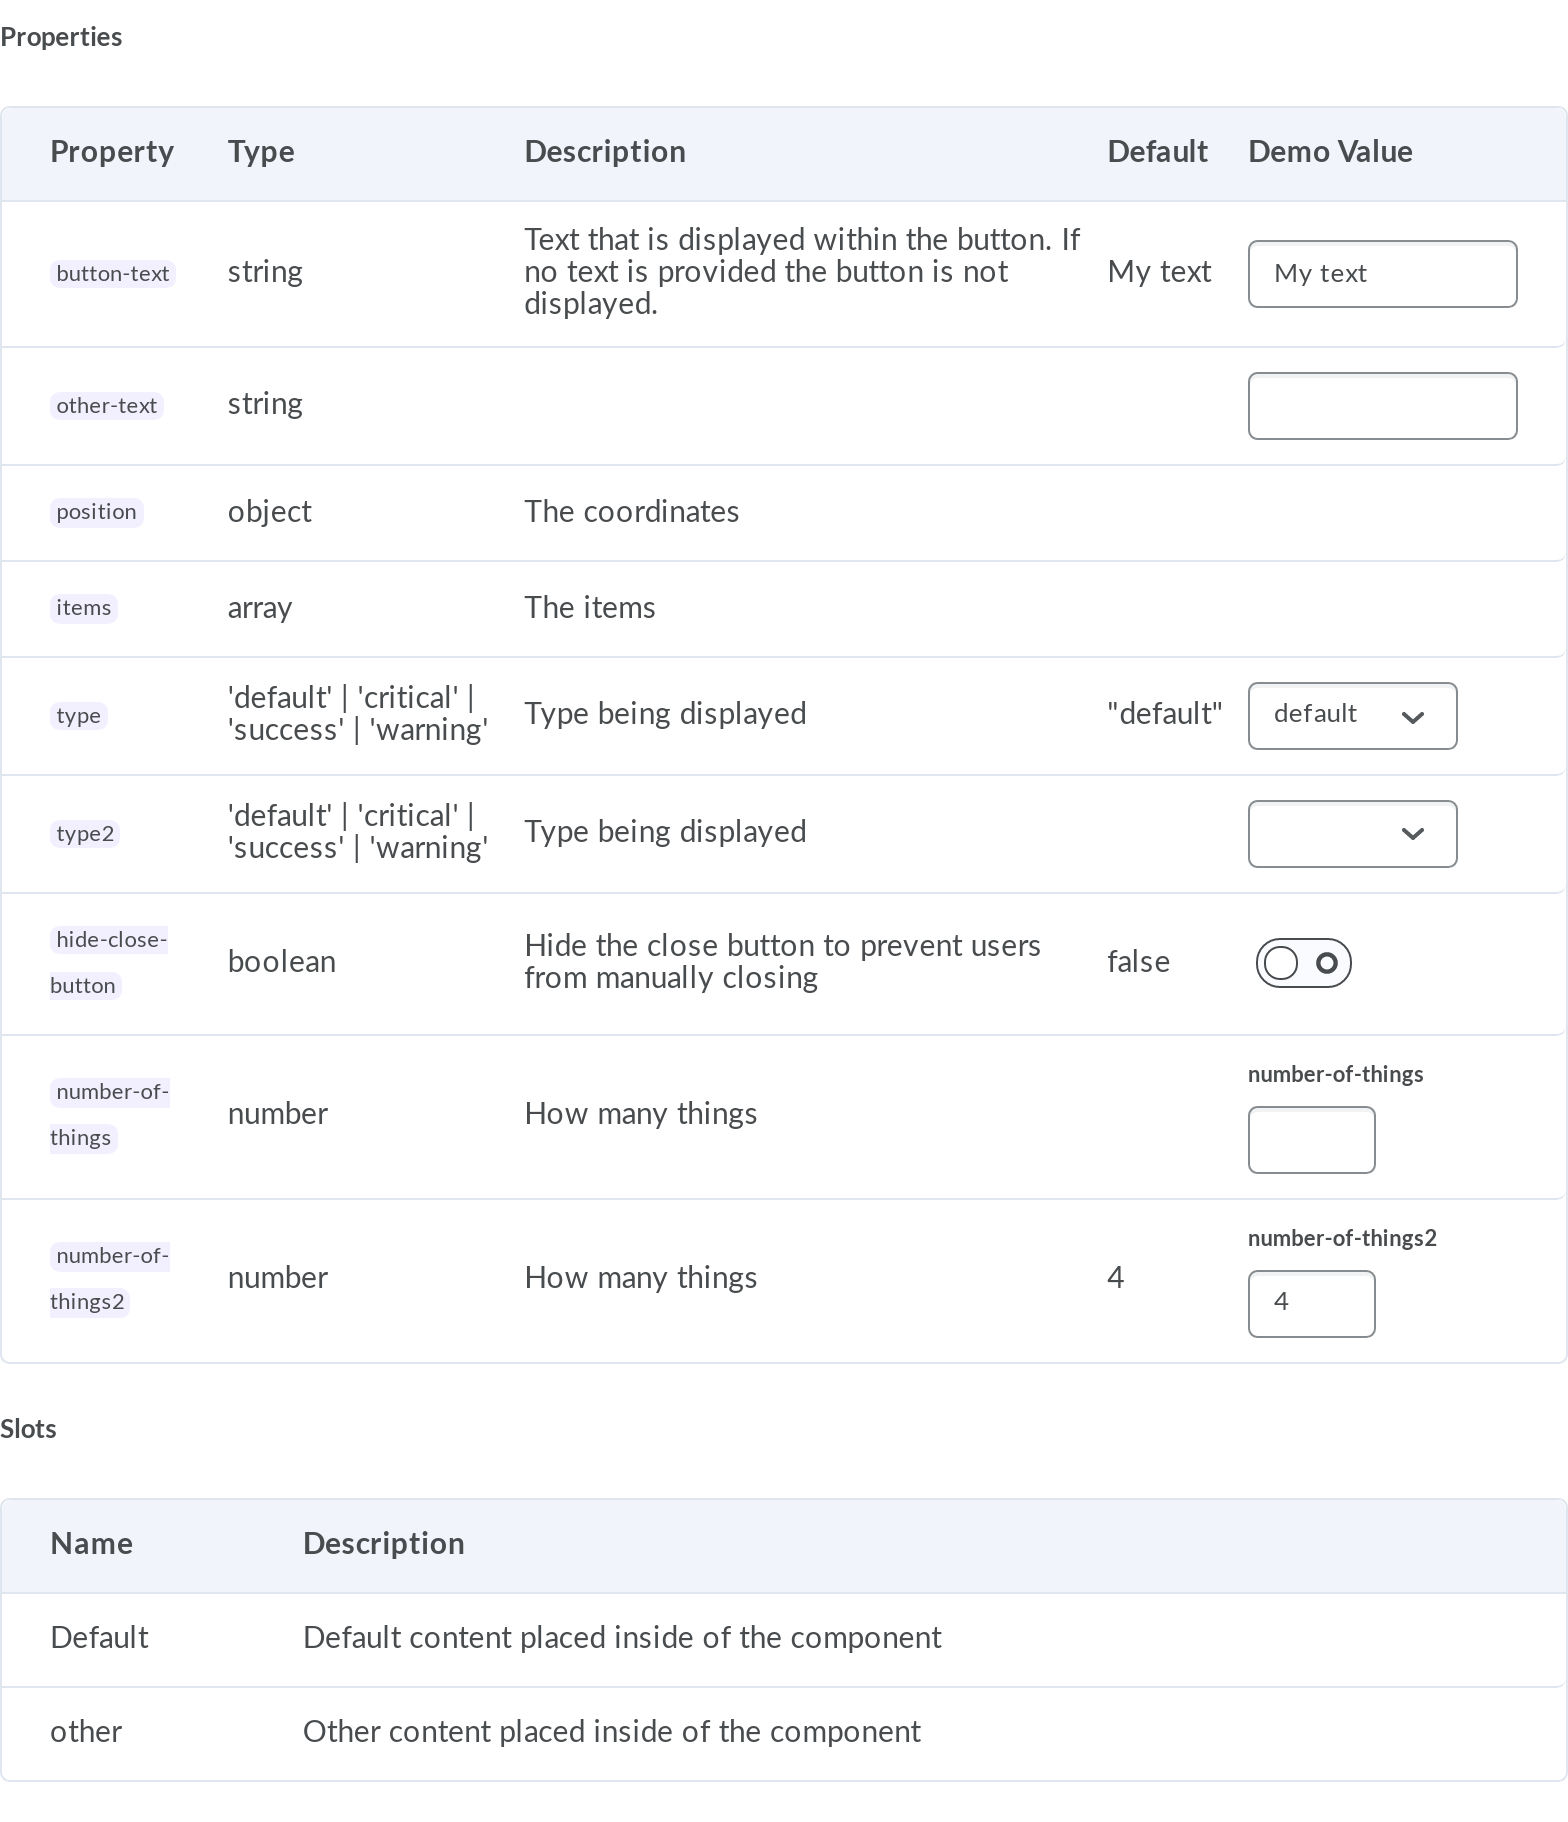 Properties
Property Type Description Default Demo Value
Text that is displayed within the button. If
no text is provided the button is not
displayed.
button-text string My text My text
other-text string
position object The coordinates
items array The items
'default' | 'critical' |
'success' | 'warning'
type Type being displayed "default" default
'default' | 'critical' |
'success' | 'warning'
type2 Type being displayed
hide-close-
button
boolean
Hide the close button to prevent users
from manually closing
false
number-of-
things
number How many things
number-of-things
number-of-
things2
number How many things 4
number-of-things2
4
Slots
Name Description
Default Default content placed inside of the component
other Other content placed inside of the component